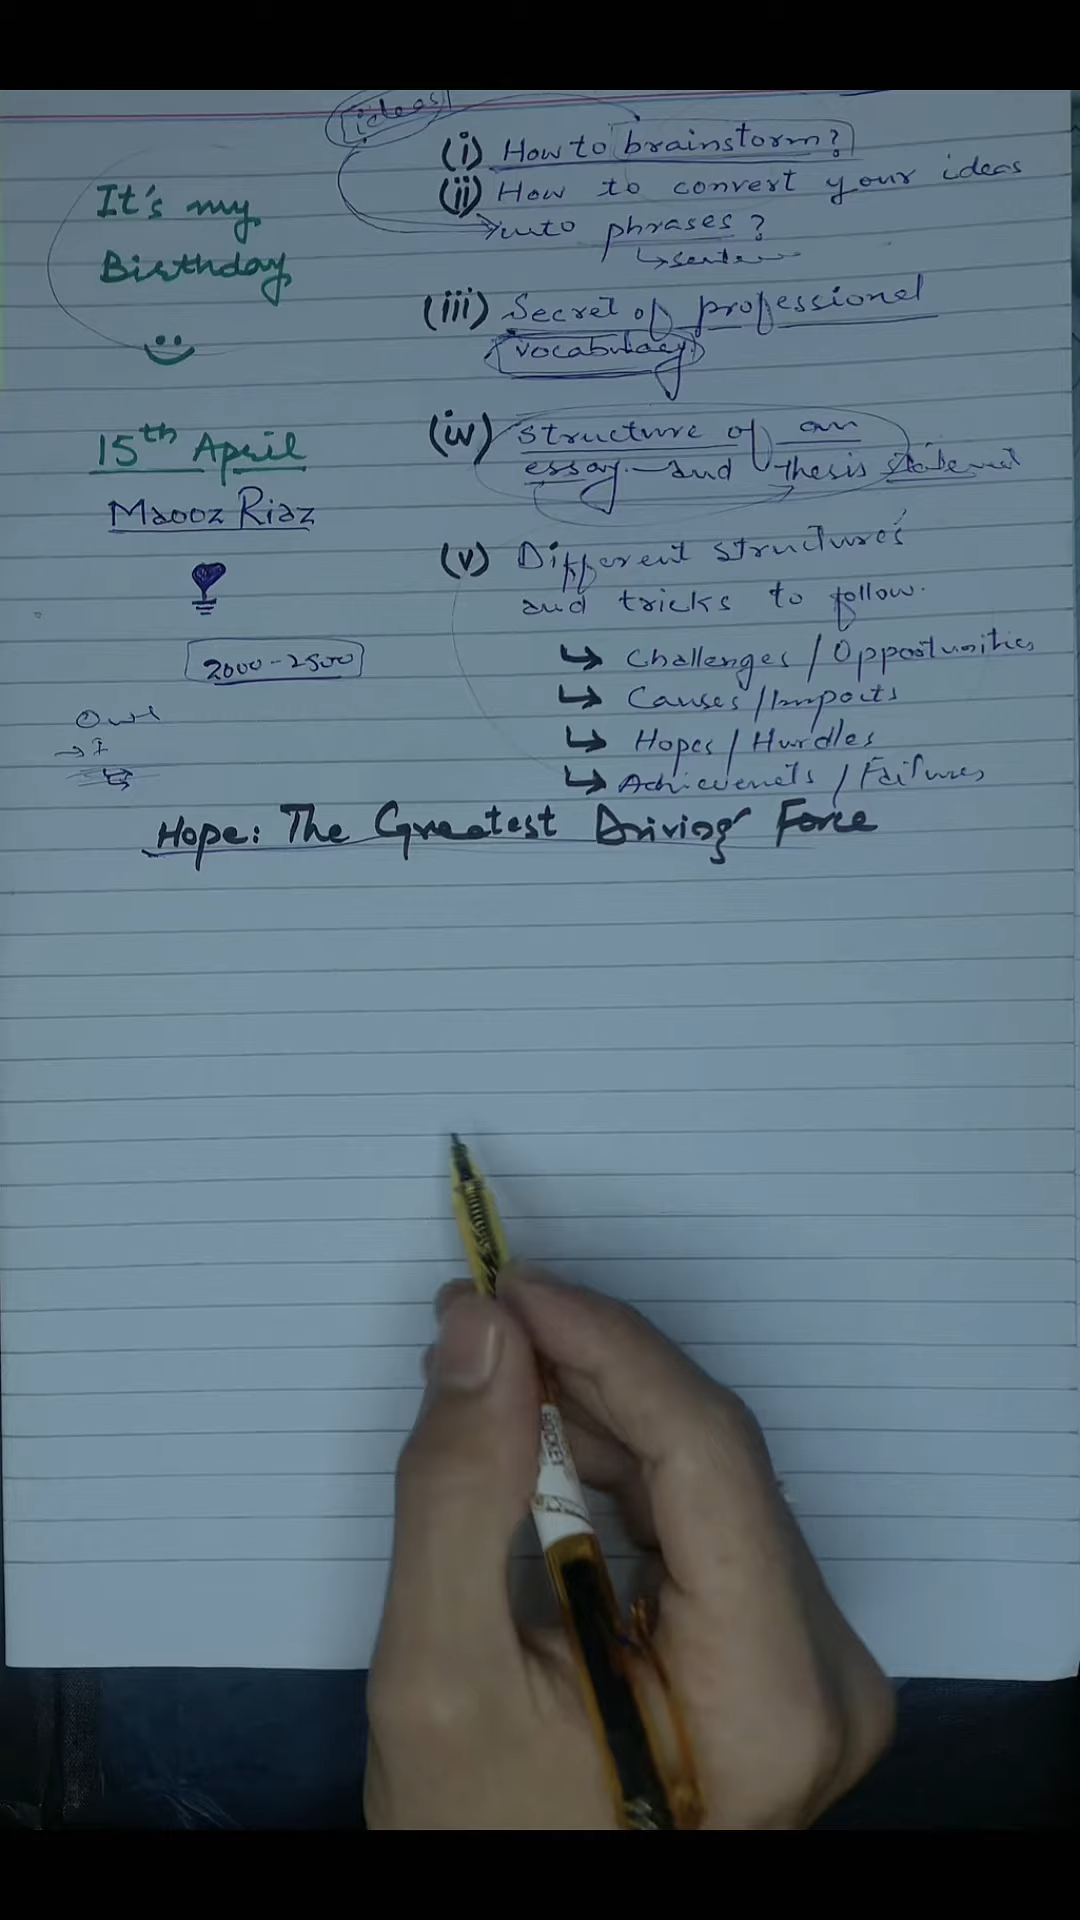 ideas
(i) How to brainstorm?
(ii) How to convert your ideas
into phrases?
(iii) Secret of professional
vocabulary
(iv) Structure of an
essay and thesis statement
(v) Different structures
and tricks to follow.
↳ Challenges / Opportunities
↳ Causes / Impacts
↳ Hopes / Hurdles
↳ Achievemets / Failures
It's my
Birthday
15th April
Maooz Riaz
2000-2500
Hope: The Greatest Driving Force
ROCKET